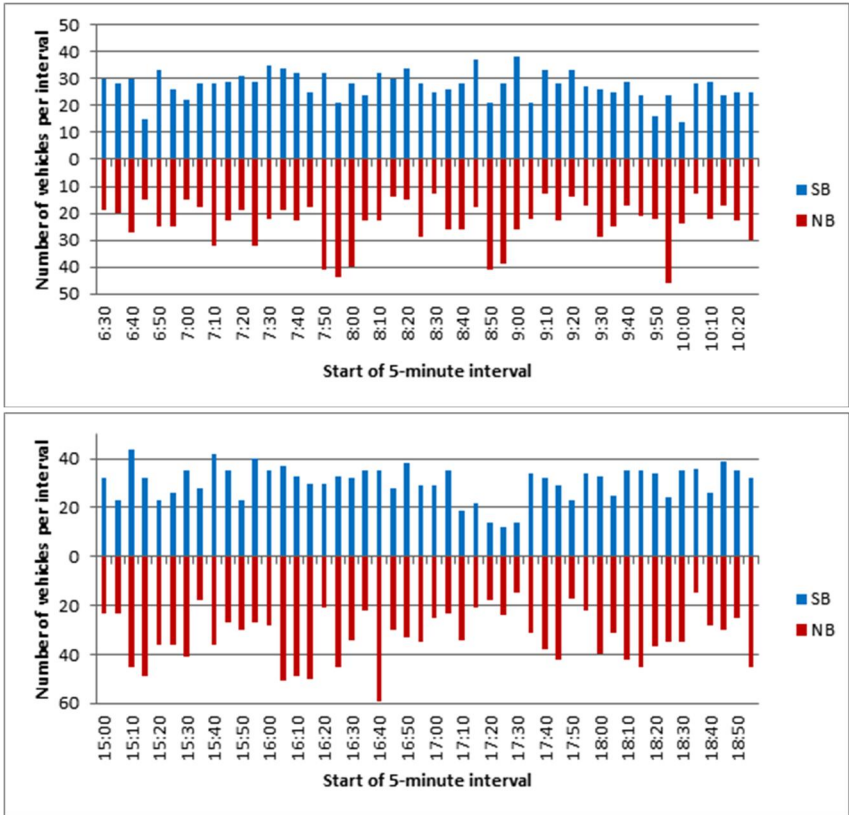 50
40
30
20
10
0
10
20
30
40
50
Number of vehicles per interval
6:30 6:40 6:50 7:00 7:10 7:20 7:30 7:40 7:50 8:00 8:10 8:20 8:30 8:40 8:50 9:00 9:10 9:20 9:30 9:40 9:50 10:00 10:10 10:20
Start of 5-minute interval
SB
NB
40
20
0
20
40
60
Number of vehicles per interval
15:00 15:10 15:20 15:30 15:40 15:50 16:00 16:10 16:20 16:30 16:40 16:50 17:00 17:10 17:20 17:30 17:40 17:50 18:00 18:10 18:20 18:30 18:40 18:50
Start of 5-minute interval
SB
NB